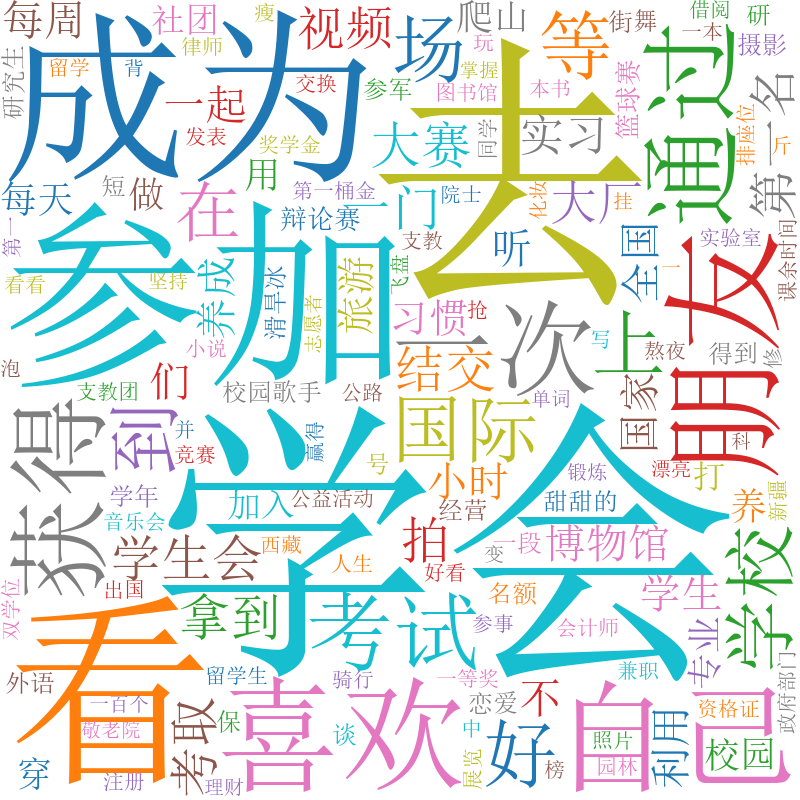 每周
社团
瘦
律师
视频
爬山
街舞
借阅
研
一本
摄影
研究生
留学
背
成为
场
玩
掌握
等
去
通过
第一名
一起
交换
参军
图书馆
本书
篮球赛
发表
奖学金
大赛
同学
实习
排座位
斤
每天
短
做
用
在
第一桶金
一门
院士
化妆
大厂
挂
第一
参加
辩论赛
支教
听
全国
实验室
课余时间
看看
坚持
养成
滑旱冰
志愿者
旅游
飞盘
习惯
抢
一次
上
朋友
一
小说
写
熬夜
得到
修
泡
支教团
们
校园歌手
公路
结交
单词
国家
获得
到
并
竞赛
赢得
学会
国际
号
科
漂亮
打
新疆
学年
加入
公益活动
小时
锻炼
甜甜的
养
学校
音乐会
经营
学生会
西藏
人生
拍
好看
变
一段
博物馆
双学位
出国
看
拿到
考试
名额
参事
会计师
学生
专业
外语
留学生
骑行
一等奖
恋爱
不
兼职
政府部门
一百个
敬老院
考取
保
喜欢
谈
中
好
自己
利用
资格证
照片
校园
穿
注册
理财
展览
榜
园林